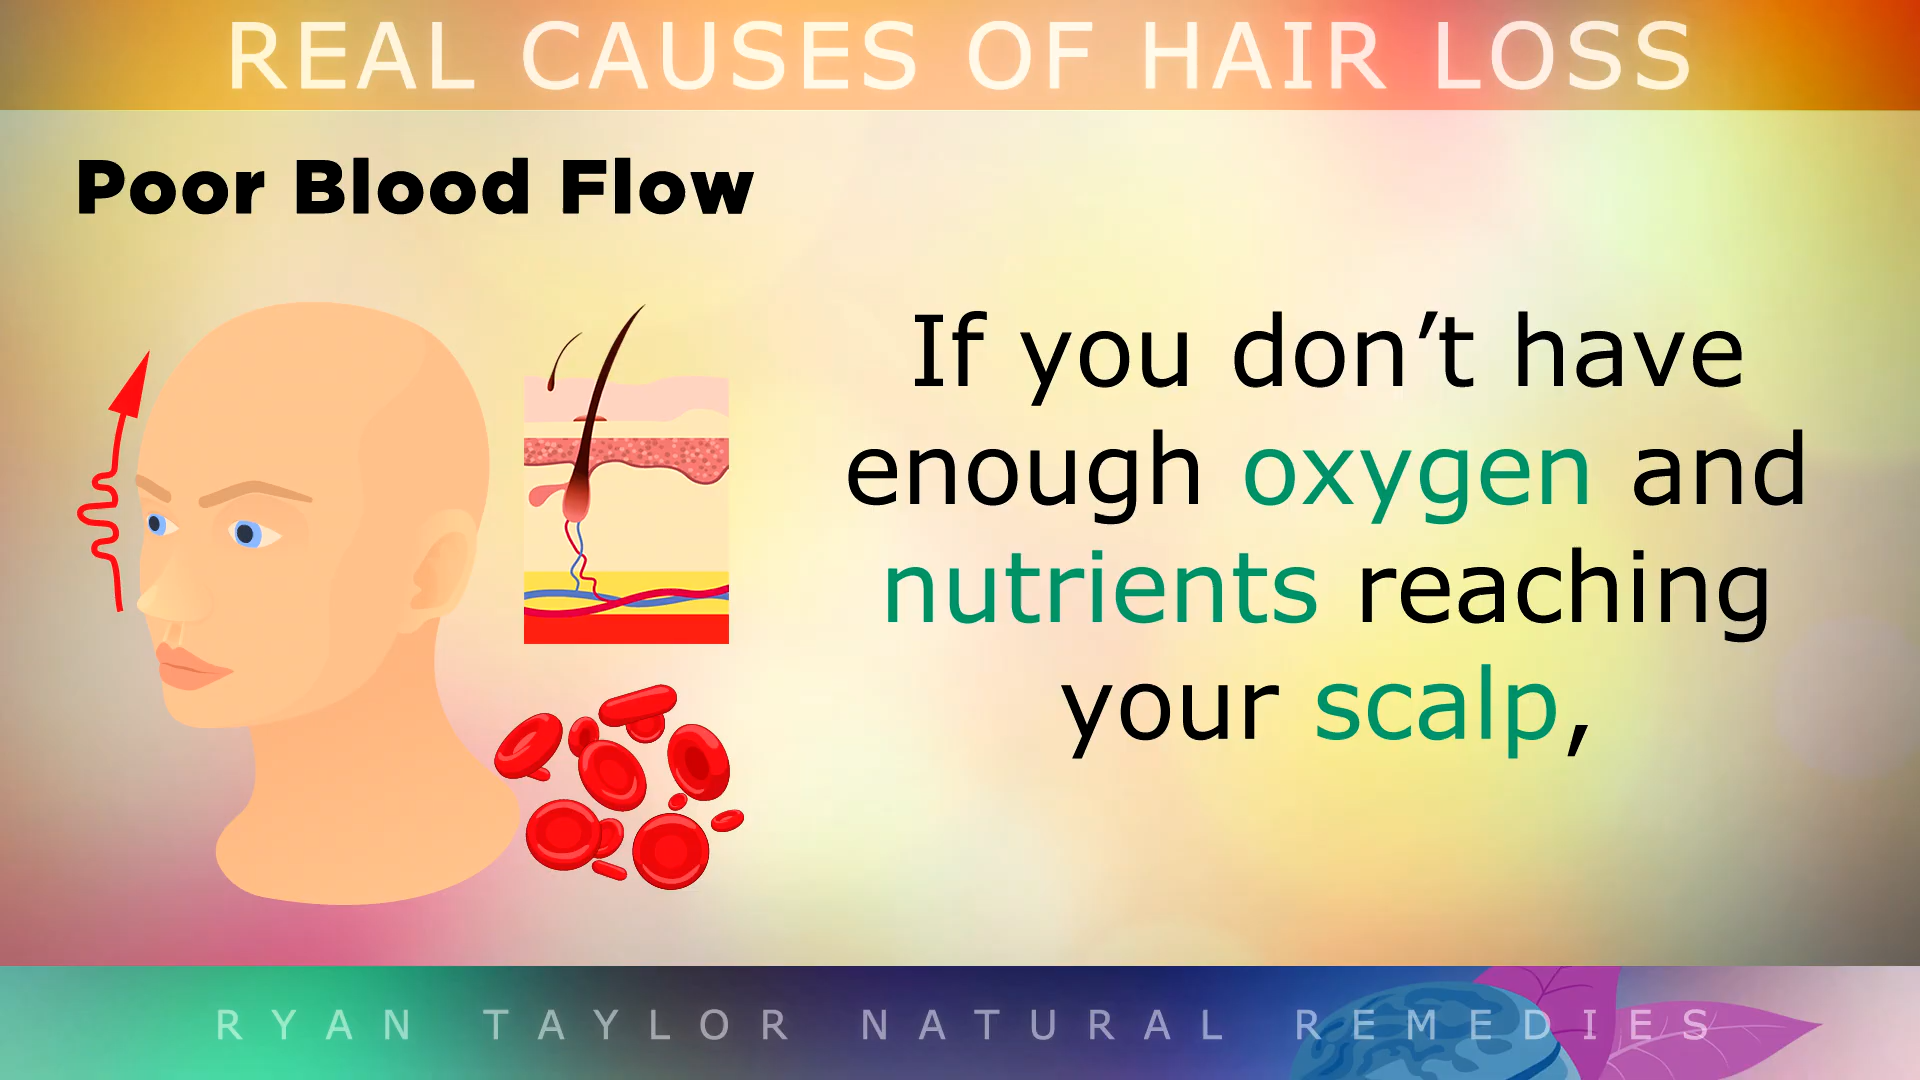 REAL CAUSES OF HAIR LOSS
Poor Blood Flow
If you don’t have
enough oxygen and
nutrients reaching
your scalp,
RYAN TAYLOR NATURAL REMEDIES